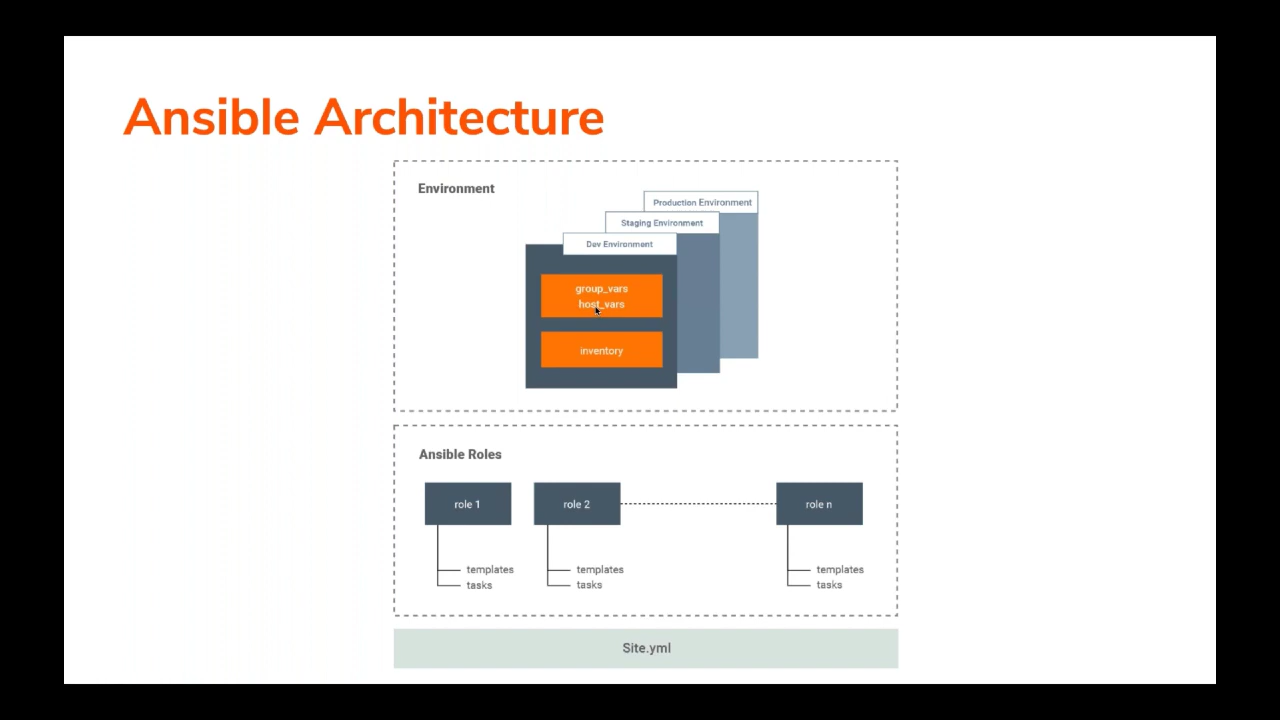 Ansible Architecture
Environment
Production Environment
Staging Environment
Dev Environment
group_vars
host_vars
inventory
Ansible Roles
role 1
role 2
role n
templates
tasks
templates
tasks
templates
tasks
Site.yml